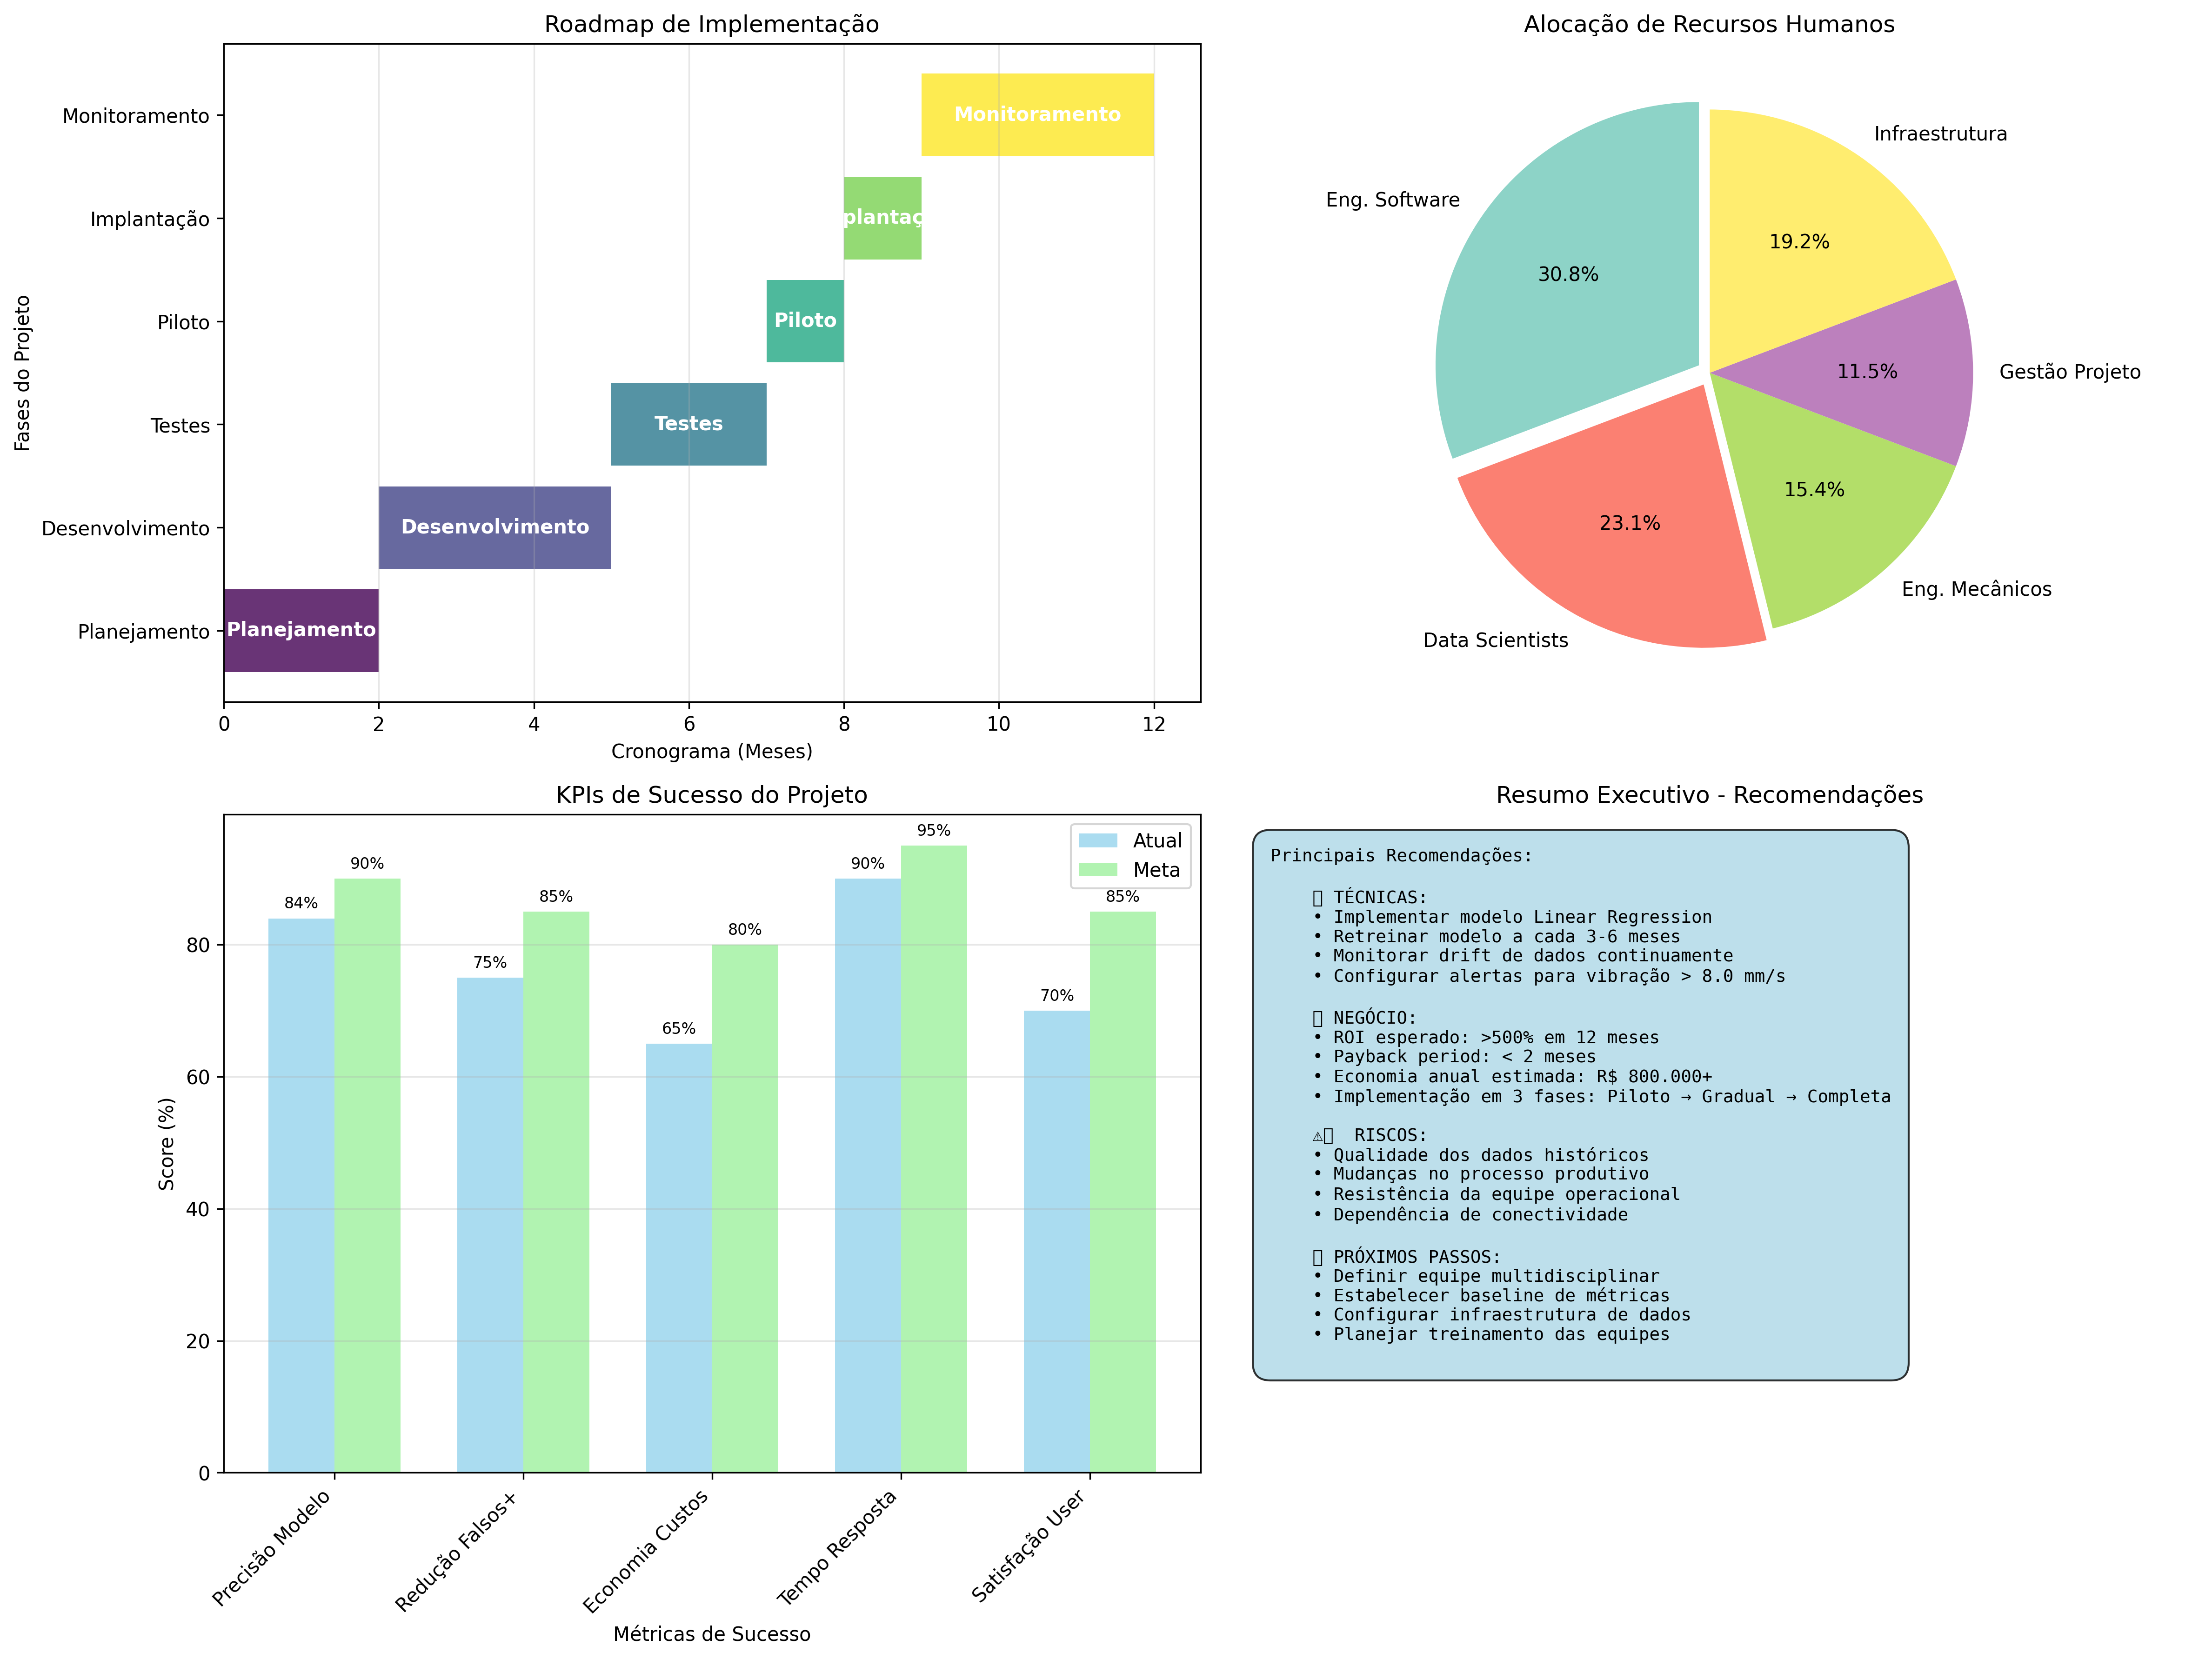 Roadmap de Implementação
Fases do Projeto
Monitoramento
Implantação
Piloto
Testes
Desenvolvimento
Planejamento
Monitoramento
plantaç
Piloto
Testes
Desenvolvimento
Planejamento
0 2 4 6 8 10 12
Cronograma (Meses)
Alocação de Recursos Humanos
Infraestrutura
Eng. Software
19.2%
30.8%
11.5%
Gestão Projeto
15.4%
23.1%
Eng. Mecânicos
Data Scientists
KPIs de Sucesso do Projeto
Score (%)
80
60
40
20
0
84% 90%
75% 85%
65% 80%
90% 95%
70% 85%
Atual
Meta
Precisão Modelo
Redução Falsos+
Economia Custos
Tempo Resposta
Satisfação User
Métricas de Sucesso
Resumo Executivo - Recomendações
Principais Recomendações:
TÉCNICAS:
• Implementar modelo Linear Regression
• Retreinar modelo a cada 3-6 meses
• Monitorar drift de dados continuamente
• Configurar alertas para vibração > 8.0 mm/s
NEGÓCIO:
• ROI esperado: >500% em 12 meses
• Payback period: < 2 meses
• Economia anual estimada: R$ 800.000+
• Implementação em 3 fases: Piloto → Gradual → Completa
⚠ RISCOS:
• Qualidade dos dados históricos
• Mudanças no processo produtivo
• Resistência da equipe operacional
• Dependência de conectividade
PRÓXIMOS PASSOS:
• Definir equipe multidisciplinar
• Estabelecer baseline de métricas
• Configurar infraestrutura de dados
• Planejar treinamento das equipes